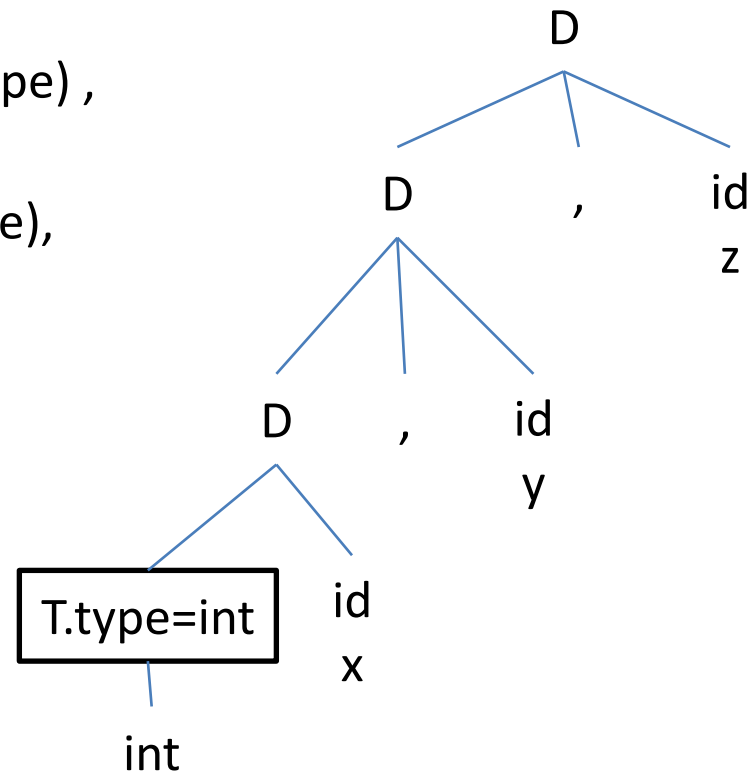 D
pe) ,
D , id
z
e),
D , id
y
T.type=int id
x
int